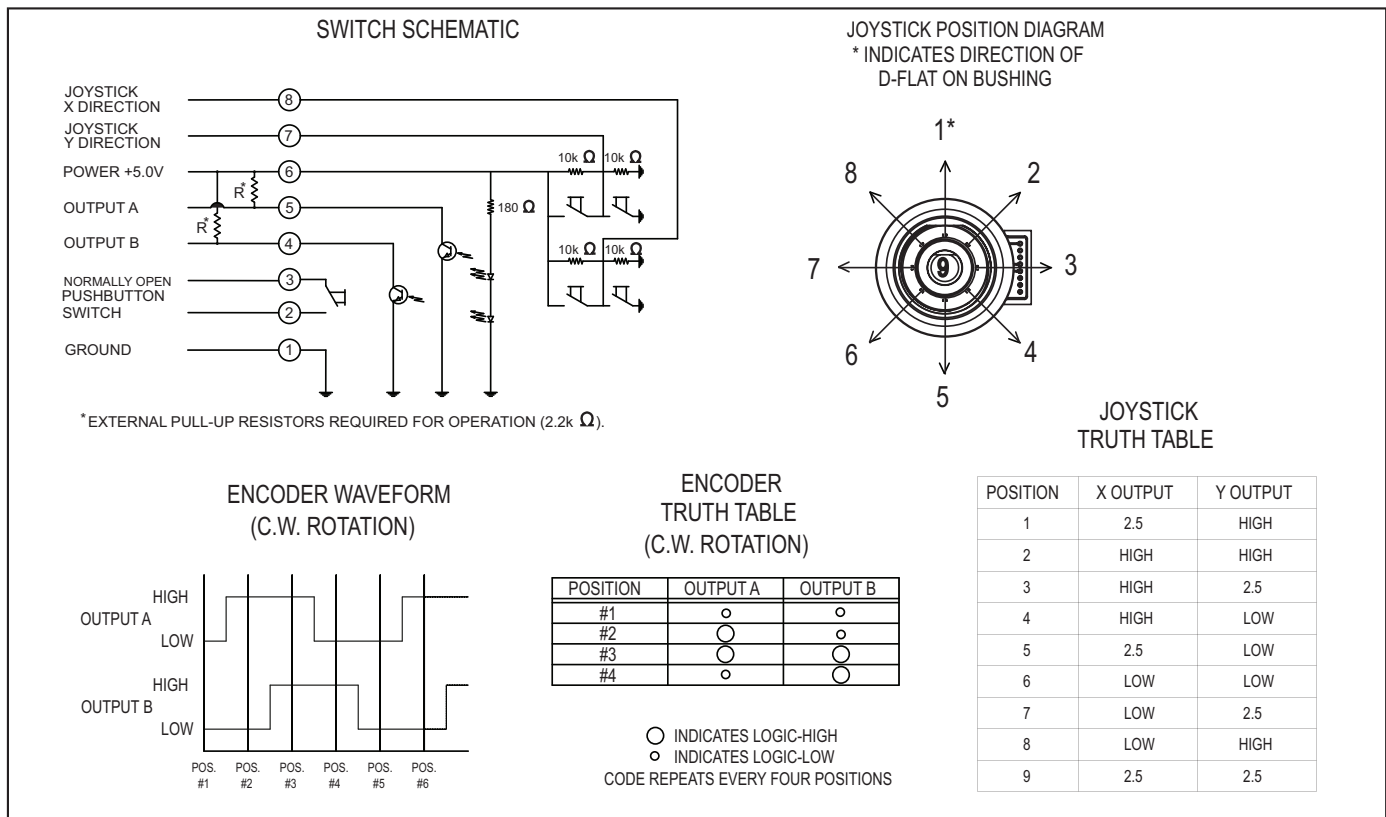 SWITCH SCHEMATIC
JOYSTICK
X DIRECTION
8
JOYSTICK
Y DIRECTION
7
POWER +5.0V
6
10k Ω 10k Ω
R*
OUTPUT A
5
180 Ω
R*
OUTPUT B
4
10k Ω 10k Ω
NORMALLY OPEN
PUSHBUTTON
SWITCH
3
2
GROUND
1
*EXTERNAL PULL-UP RESISTORS REQUIRED FOR OPERATION (2.2k Ω).
JOYSTICK POSITION DIAGRAM
* INDICATES DIRECTION OF
D-FLAT ON BUSHING
1*
8
2
7
9
3
6
4
5
ENCODER WAVEFORM
(C.W. ROTATION)
HIGH
OUTPUT A
LOW
HIGH
OUTPUT B
LOW
POS. POS. POS. POS. POS. POS.
#1 #2 #3 #4 #5 #6
ENCODER
TRUTH TABLE
(C.W. ROTATION)
POSITION OUTPUT A OUTPUT B
#1
#2
#3
#4
INDICATES LOGIC-HIGH
INDICATES LOGIC-LOW
CODE REPEATS EVERY FOUR POSITIONS
JOYSTICK
TRUTH TABLE
POSITION X OUTPUT Y OUTPUT
1 2.5 HIGH
2 HIGH HIGH
3 HIGH 2.5
4 HIGH LOW
5 2.5 LOW
6 LOW LOW
7 LOW 2.5
8 LOW HIGH
9 2.5 2.5